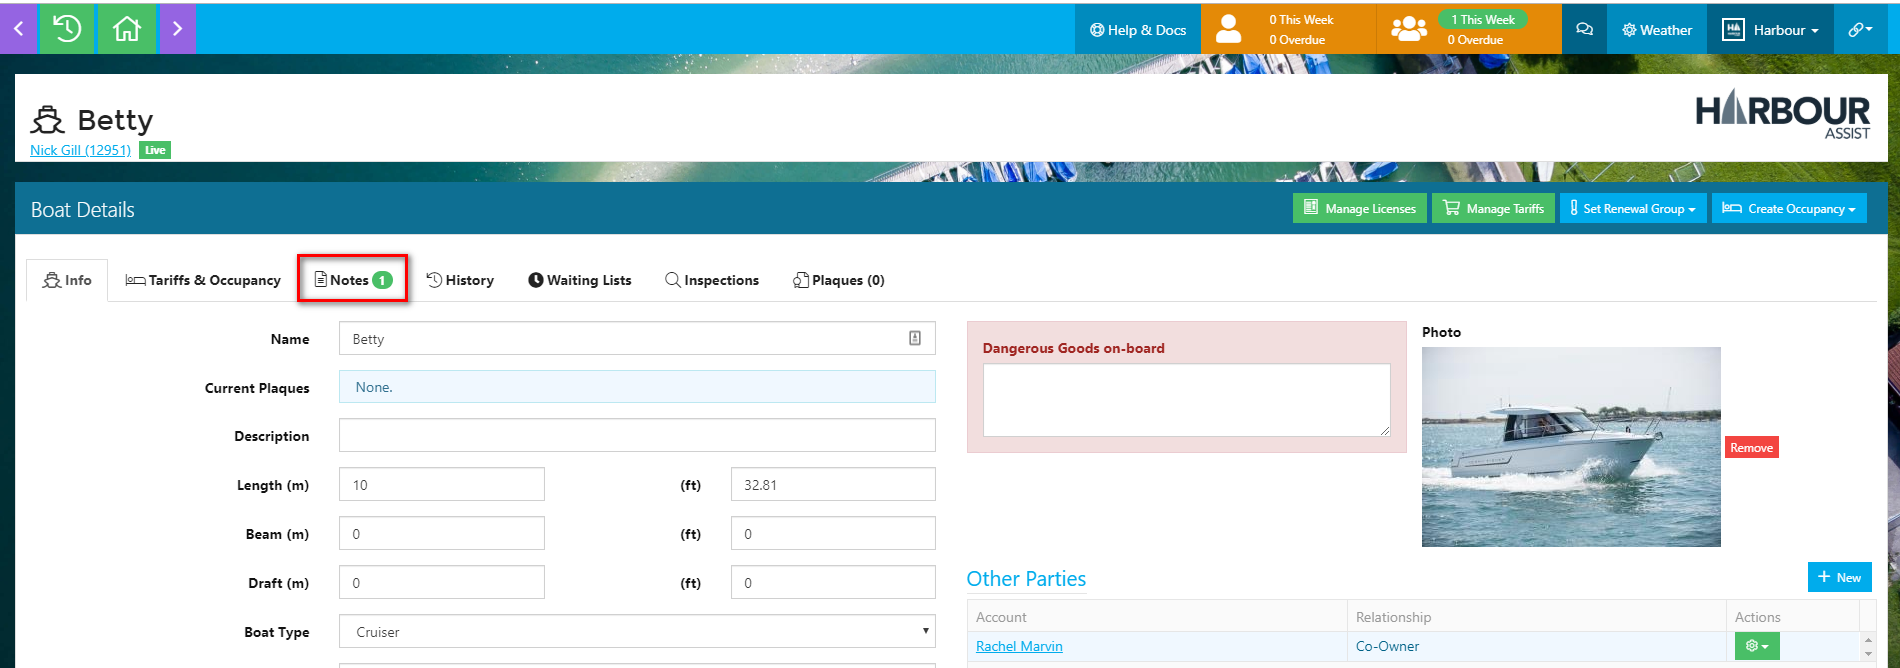 Help & Docs
0 This Week
0 Overdue
1 This Week
0 Overdue
Weather
Harbour
Betty
Nick Gill (12951) Live
HARBOUR
ASSIST
Boat Details
Manage Licenses
Manage Tariffs
Set Renewal Group
Create Occupancy
Info
Tariffs & Occupancy
Notes 1
History
Waiting Lists
Inspections
Plaques (0)
Name Betty
Current Plaques None.
Description
Length (m) 10 (ft) 32.81
Beam (m) 0 (ft) 0
Draft (m) 0 (ft) 0
Boat Type Cruiser
Dangerous Goods on-board
Photo
Remove
Other Parties
New
Account Relationship Actions
Rachel Marvin Co-Owner